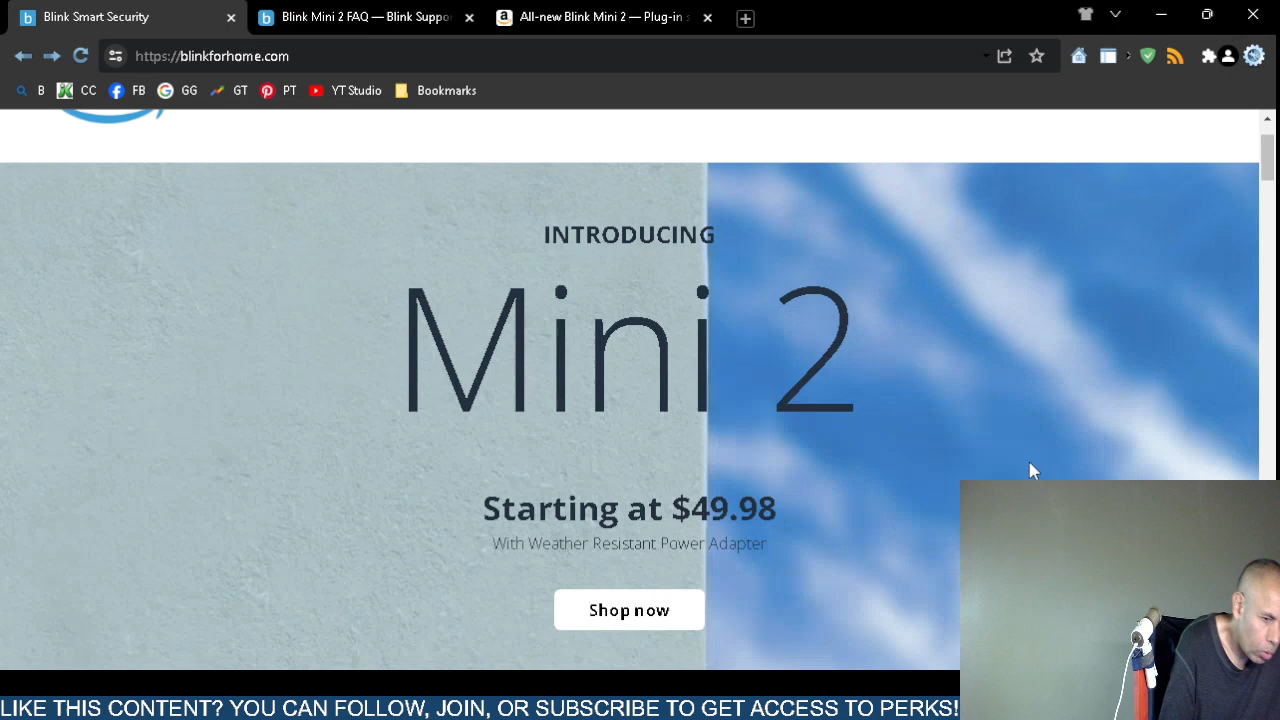 Blink Smart Security
Blink Mini 2 FAQ — Blink Suppo
All-new Blink Mini 2 — Plug-in s
https://blinkforhome.com
B CC FB GG GT PT YT Studio Bookmarks
INTRODUCING
Mini 2
Starting at $49.98
With Weather Resistant Power Adapter
Shop now
LIKE THIS CONTENT? YOU CAN FOLLOW, JOIN, OR SUBSCRIBE TO GET ACCESS TO PERKS!